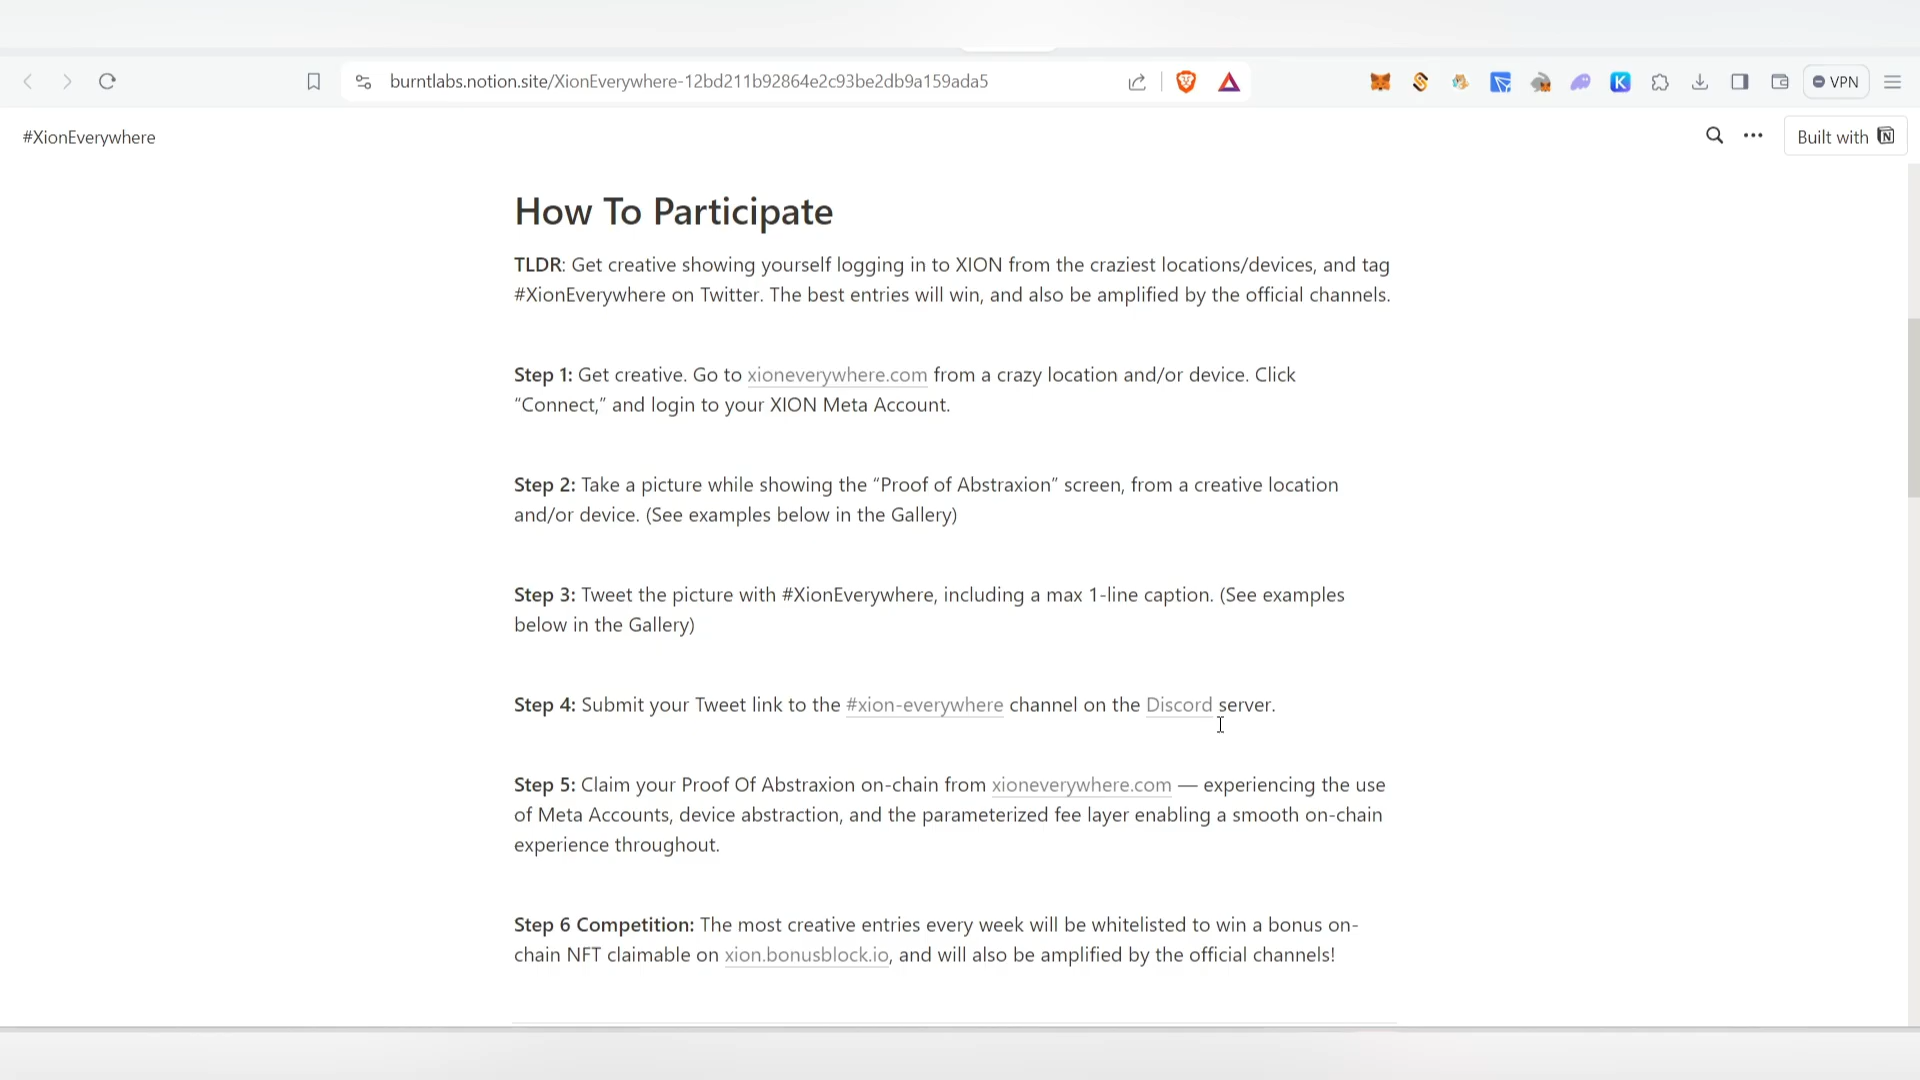 burntlabs.notion.site/XionEverywhere-12bd211b92864e2c93be2db9a159ada5
VPN
#XionEverywhere
Built with
How To Participate
TLDR: Get creative showing yourself logging in to XION from the craziest locations/devices, and tag
#XionEverywhere on Twitter. The best entries will win, and also be amplified by the official channels.
Step 1: Get creative. Go to xioneverywhere.com from a crazy location and/or device. Click
“Connect,” and login to your XION Meta Account.
Step 2: Take a picture while showing the “Proof of Abstraxion” screen, from a creative location
and/or device. (See examples below in the Gallery)
Step 3: Tweet the picture with #XionEverywhere, including a max 1-line caption. (See examples
below in the Gallery)
Step 4: Submit your Tweet link to the #xion-everywhere channel on the Discord server.
Step 5: Claim your Proof Of Abstraxion on-chain from xioneverywhere.com — experiencing the use
of Meta Accounts, device abstraction, and the parameterized fee layer enabling a smooth on-chain
experience throughout.
Step 6 Competition: The most creative entries every week will be whitelisted to win a bonus on-
chain NFT claimable on xion.bonusblock.io, and will also be amplified by the official channels!